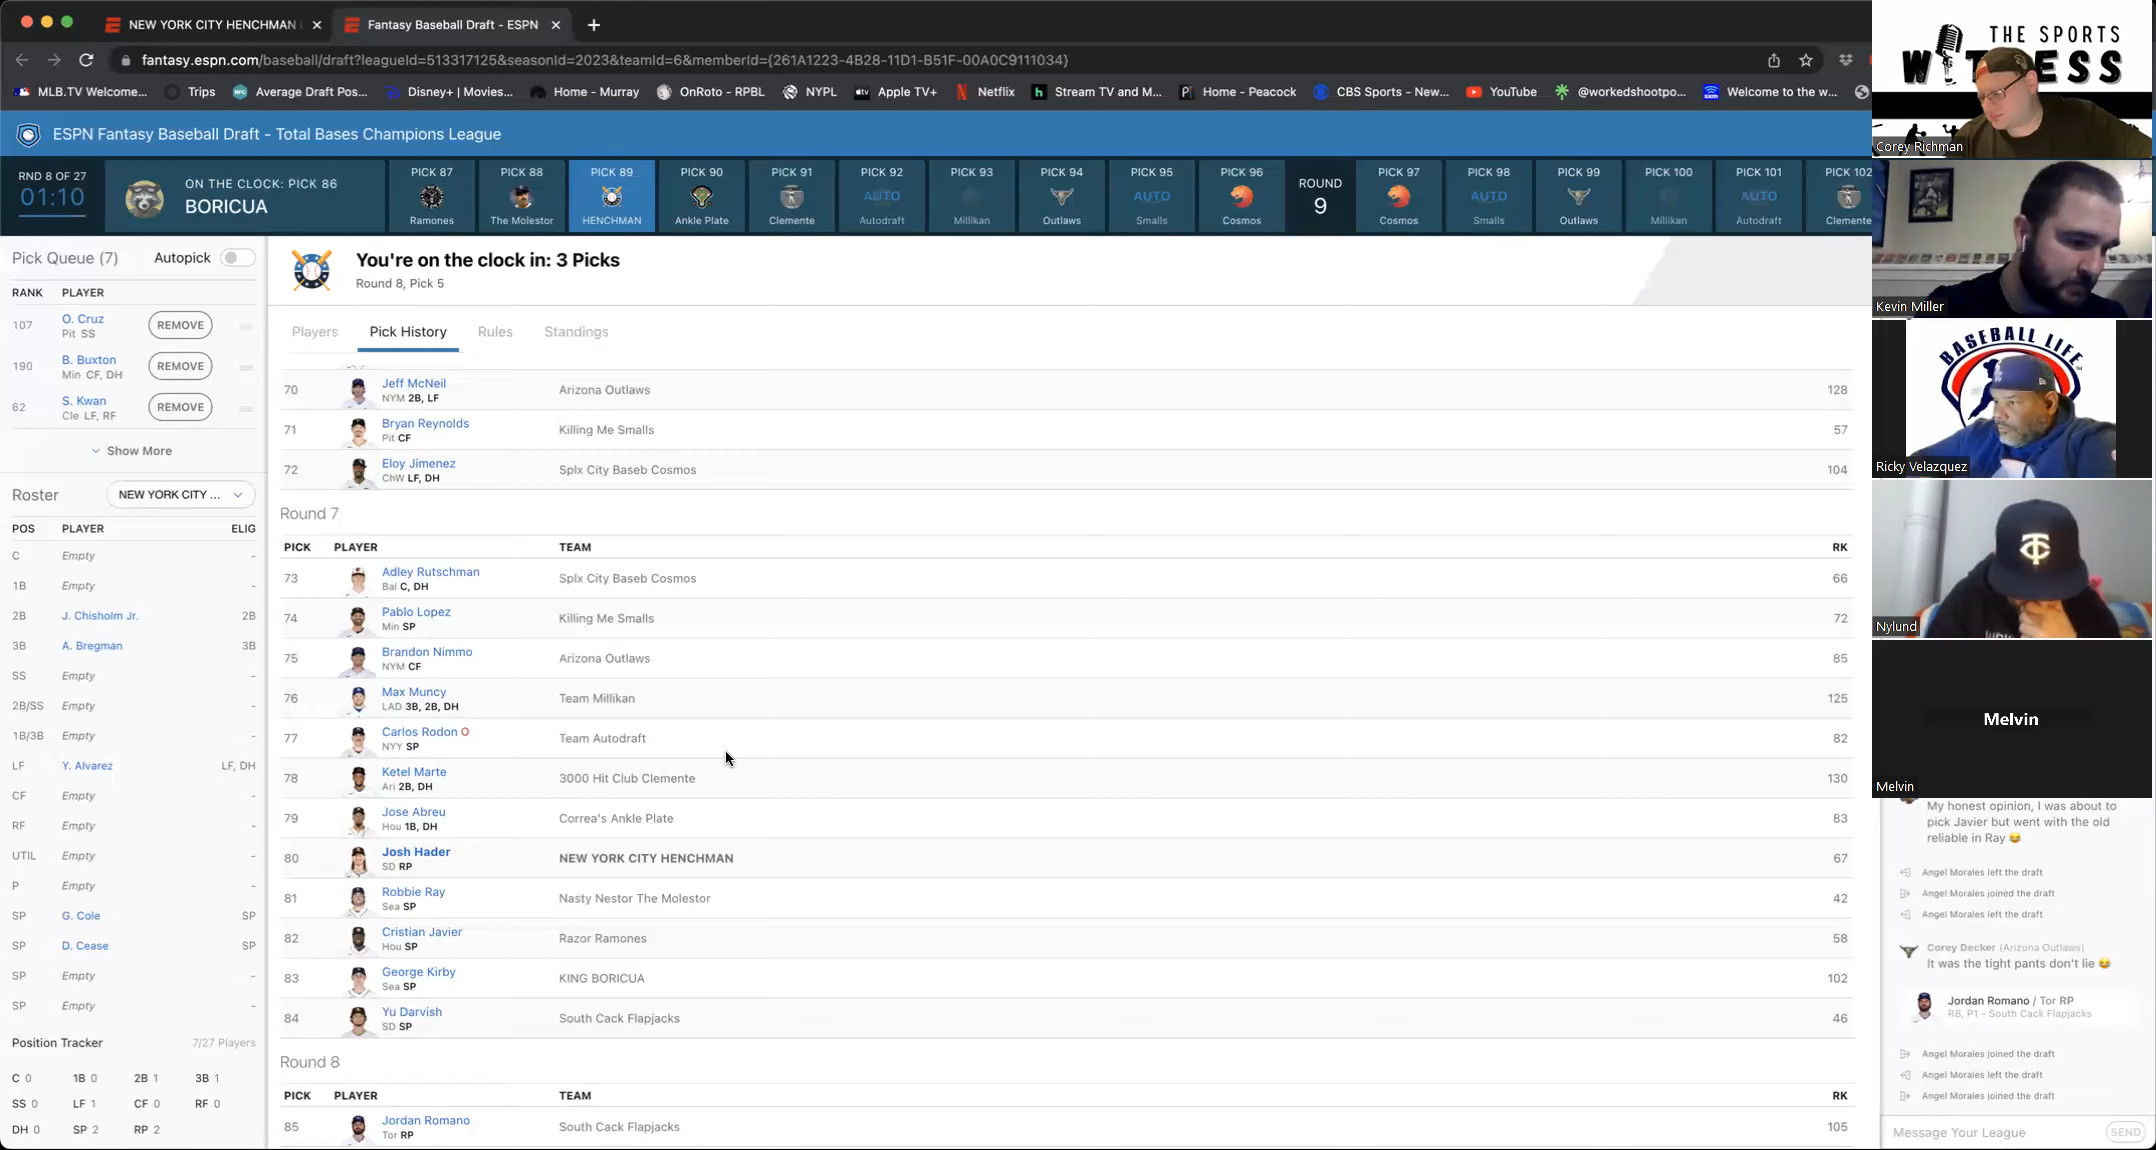 NEW YORK CITY HENCHMAN
Fantasy Baseball Draft - ESPN
fantasy.espn.com/baseball/draft?leagueId=513317125&seasonId=2023&teamId=6&memberId={261A1223-4B28-11D1-B51F-00A0C9111034}
MLB.TV Welcome... Trips Average Draft Pos... Disney+ | Movies... Home - Murray OnRoto - RPBL NYPL Apple TV+ Netflix Stream TV and M... Home - Peacock CBS Sports - New... YouTube @workedshootpo... Welcome to the w...
ESPN Fantasy Baseball Draft - Total Bases Champions League
RND 8 OF 27
01:10
ON THE CLOCK: PICK 86
BORICUA
PICK 87
Ramones
PICK 88
The Molestor
PICK 89
HENCHMAN
PICK 90
Ankle Plate
PICK 91
Clemente
PICK 92
AUTO
Autodraft
PICK 93
Millikan
PICK 94
Outlaws
PICK 95
AUTO
Smalls
PICK 96
Cosmos
ROUND
9
PICK 97
Cosmos
PICK 98
AUTO
Smalls
PICK 99
Outlaws
PICK 100
Millikan
PICK 101
AUTO
Autodraft
PICK 102
Clemente
Pick Queue (7) Autopick
RANK PLAYER
107 O. Cruz REMOVE
Pit SS
190 B. Buxton REMOVE
Min CF, DH
62 S. Kwan REMOVE
Cle LF, RF
Show More
Roster NEW YORK CITY ...
POS PLAYER ELIG
C Empty -
1B Empty -
2B J. Chisholm Jr. 2B
3B A. Bregman 3B
SS Empty -
2B/SS Empty -
1B/3B Empty -
LF Y. Alvarez LF, DH
CF Empty -
RF Empty -
UTIL Empty -
P Empty -
SP G. Cole SP
SP D. Cease SP
SP Empty -
SP Empty -
Position Tracker 7/27 Players
C 0 1B 0 2B 1 3B 1
SS 0 LF 1 CF 0 RF 0
DH 0 SP 2 RP 2
You're on the clock in: 3 Picks
Round 8, Pick 5
Players Pick History Rules Standings
70 Jeff McNeil Arizona Outlaws 128
NYM 2B, LF
71 Bryan Reynolds Killing Me Smalls 57
Pit CF
72 Eloy Jimenez Splx City Baseb Cosmos 104
ChW LF, DH
Round 7
PICK PLAYER TEAM RK
73 Adley Rutschman Splx City Baseb Cosmos 66
Bal C, DH
74 Pablo Lopez Killing Me Smalls 72
Min SP
75 Brandon Nimmo Arizona Outlaws 85
NYM CF
76 Max Muncy Team Millikan 125
LAD 3B, 2B, DH
77 Carlos Rodon O Team Autodraft 82
NYY SP
78 Ketel Marte 3000 Hit Club Clemente 130
Ari 2B, DH
79 Jose Abreu Correa's Ankle Plate 83
Hou 1B, DH
80 Josh Hader NEW YORK CITY HENCHMAN 67
SD RP
81 Robbie Ray Nasty Nestor The Molestor 42
Sea SP
82 Cristian Javier Razor Ramones 58
Hou SP
83 George Kirby KING BORICUA 102
Sea SP
84 Yu Darvish South Cack Flapjacks 46
SD SP
Round 8
PICK PLAYER TEAM RK
85 Jordan Romano South Cack Flapjacks 105
Tor RP
THE SPORTS
WITNESS
Corey Richman
Kevin Miller
BASEBALL LIFE
Ricky Velazquez
Nylund
Melvin
Melvin
My honest opinion, I was about to
pick Javier but went with the old
reliable in Ray 😂
Angel Morales left the draft
Angel Morales joined the draft
Angel Morales left the draft
Corey Decker (Arizona Outlaws)
It was the tight pants don't lie 😂
Jordan Romano / Tor RP
R8, P1 - South Cack Flapjacks
Angel Morales joined the draft
Angel Morales left the draft
Angel Morales joined the draft
Message Your League SEND